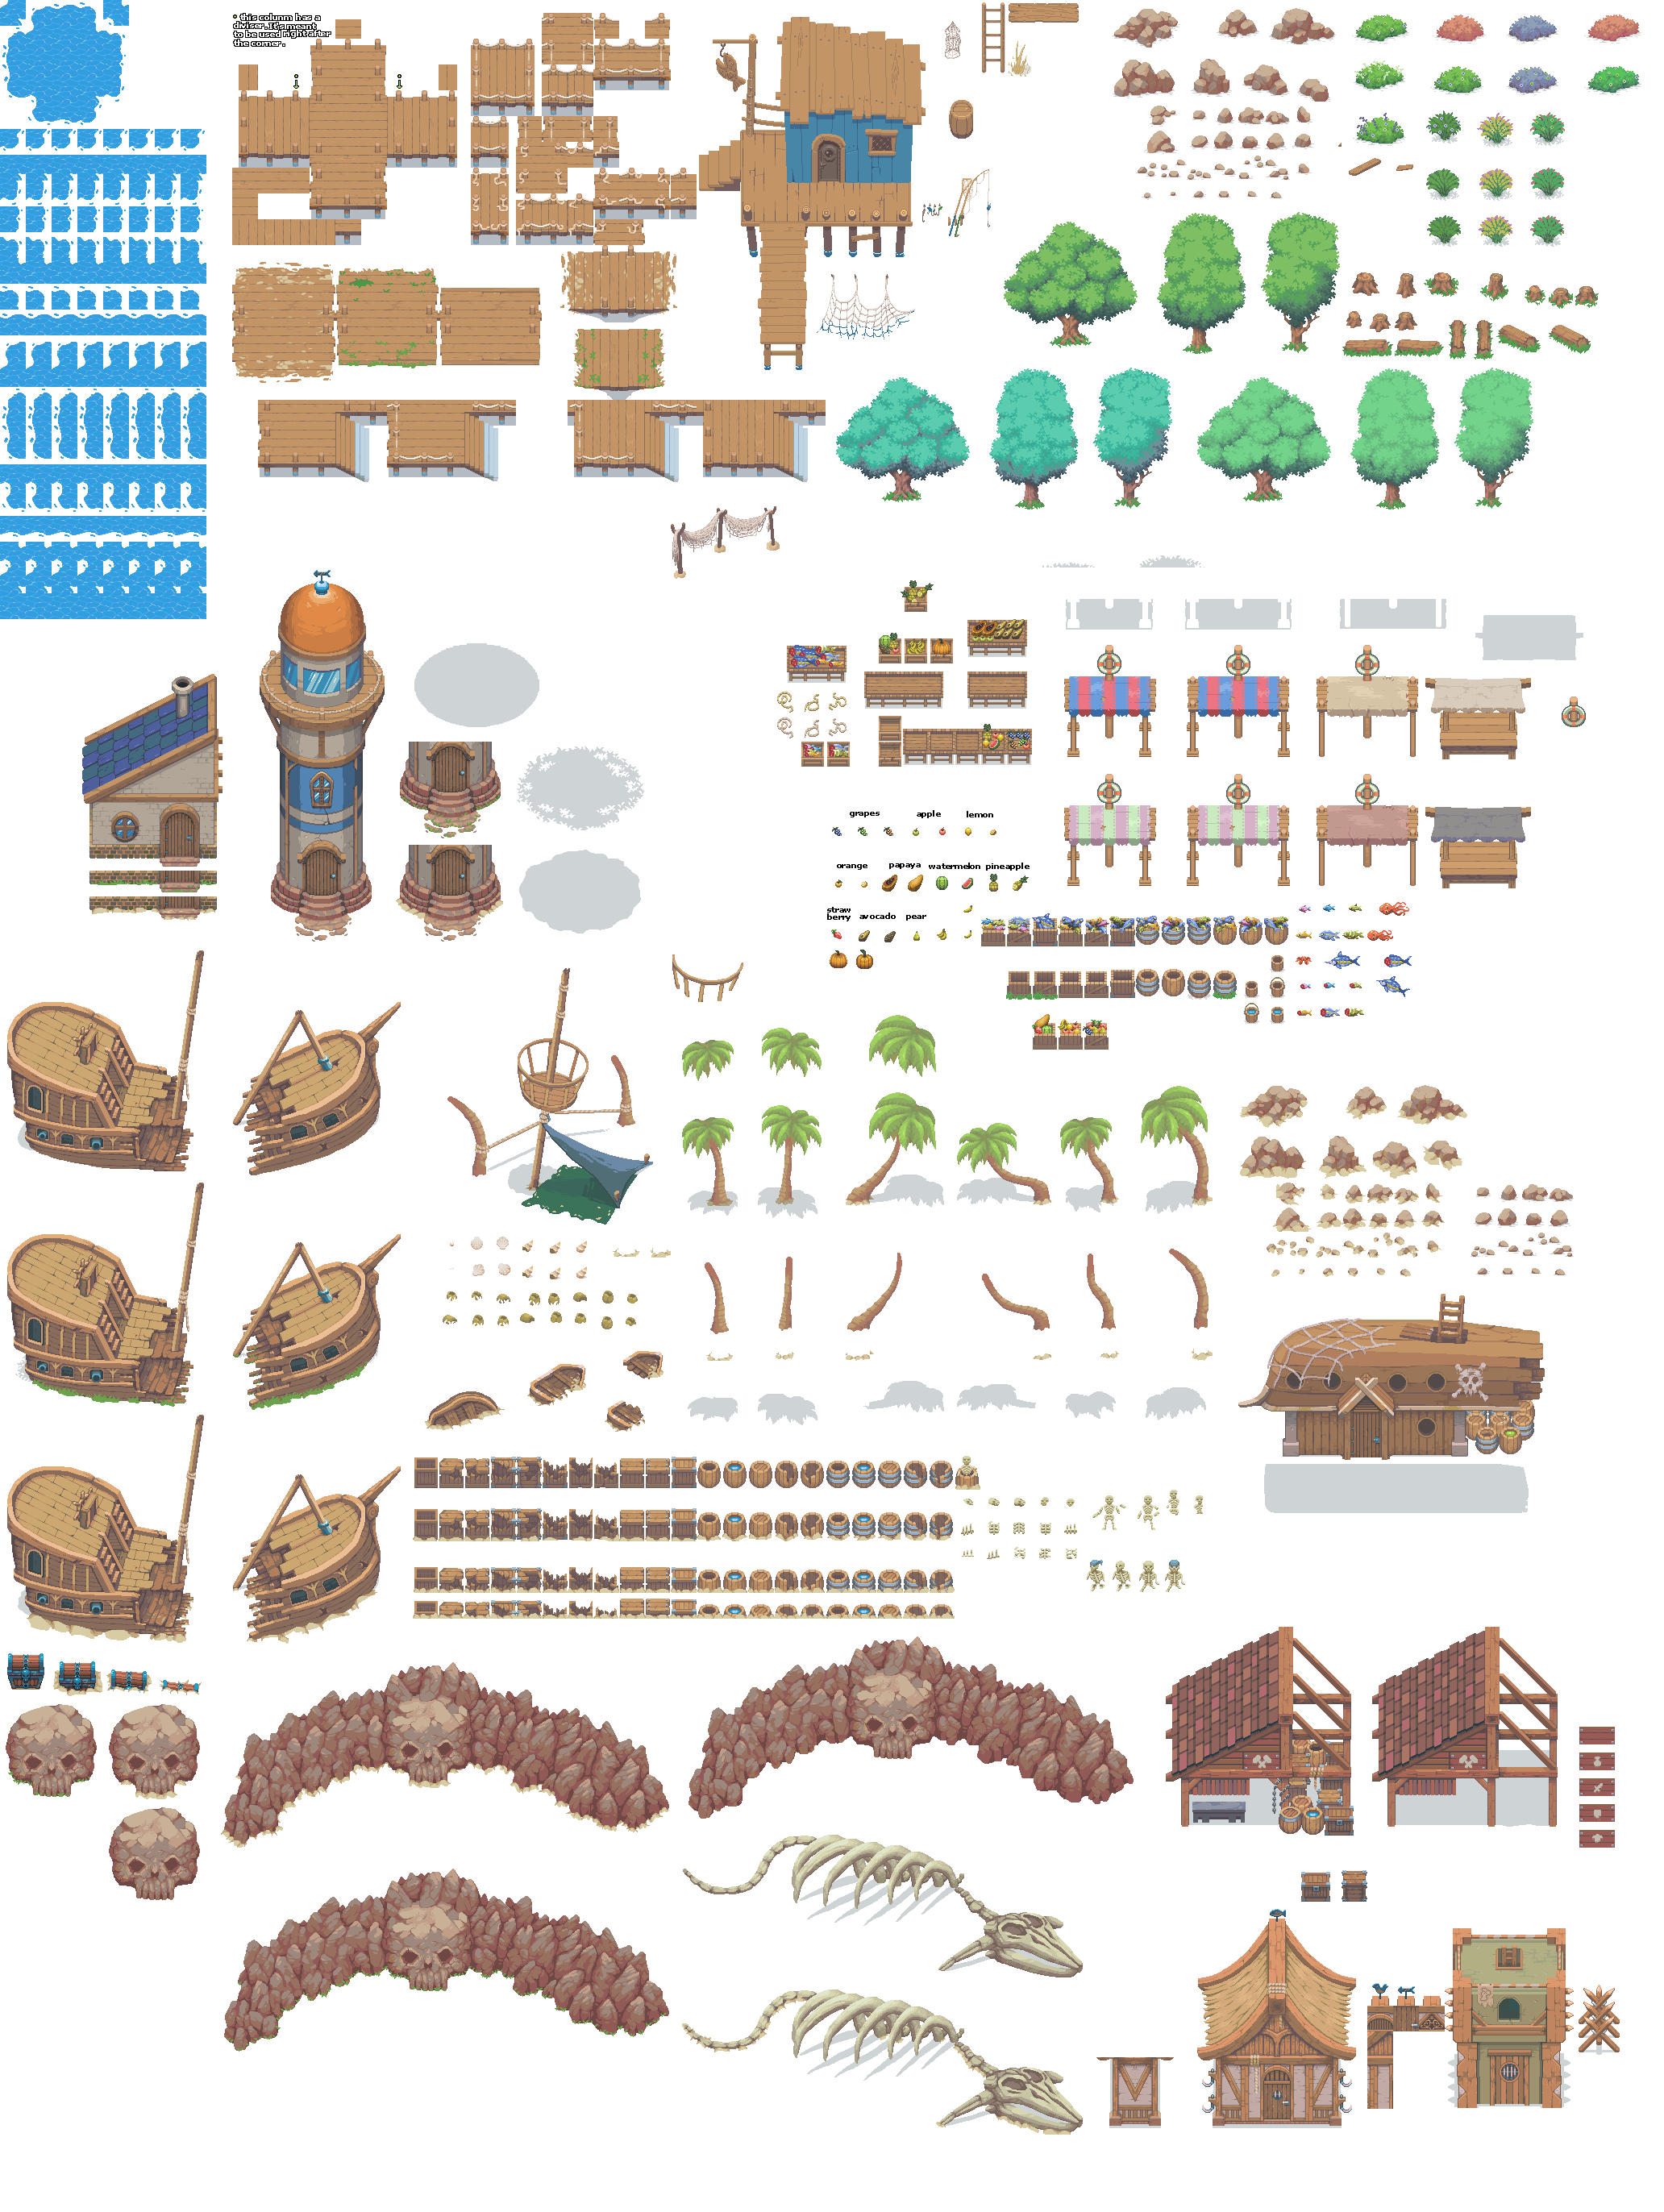 * this column has a
divisor. It's meant
to be used right after
the corner.
grapes apple lemon
orange papaya watermelon pineapple
straw
berry avocado pear